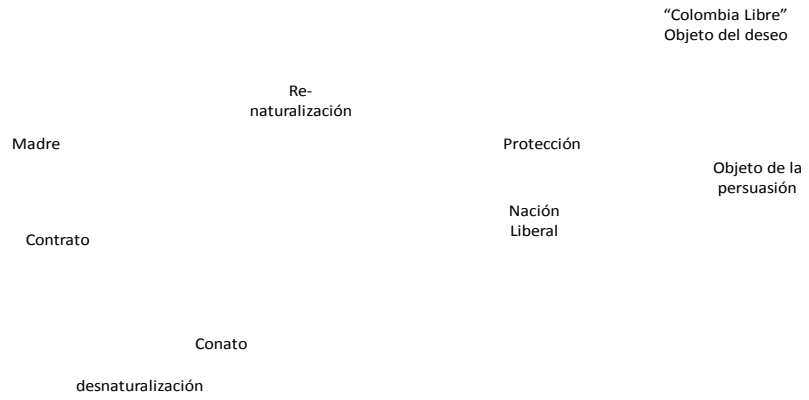 “Colombia Libre”
Objeto del deseo
Re-
naturalización
Madre
Protección
Objeto de la
persuasión
Nación
Liberal
Contrato
Conato
desnaturalización